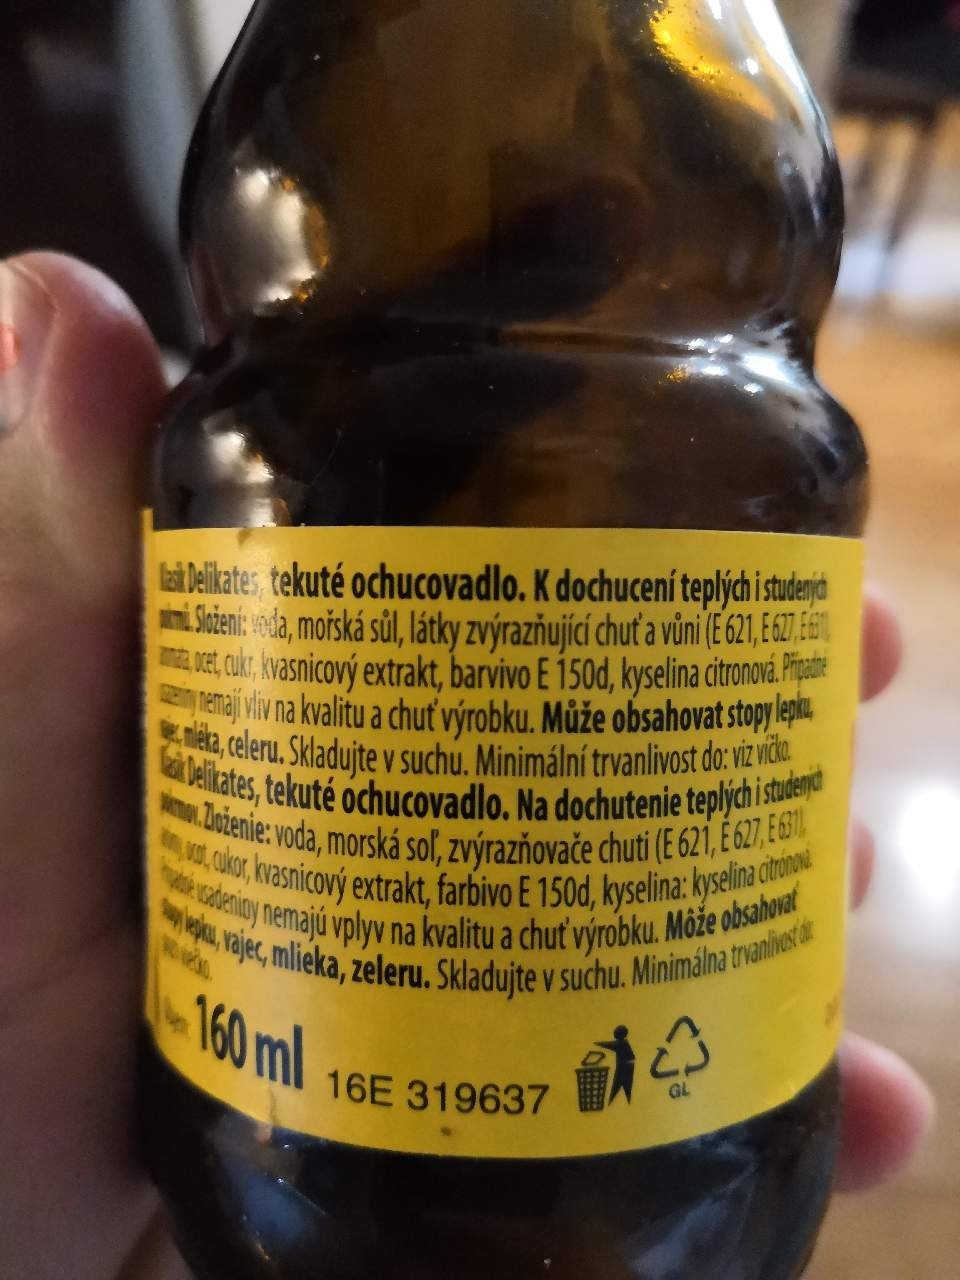 Klasik Delikates, tekuté ochucovadlo. K dochucení teplých i studených
pokrmů. Složení: voda, mořská sůl, látky zvýrazňující chuť a vůni (E 621, E 627, E 631),
aromata, ocet, cukr, kvasnicový extrakt, barvivo E 150d, kyselina citronová. Případné
usazeniny nemají vliv na kvalitu a chuť výrobku. Může obsahovat stopy lepku,
vajec, mléka, celeru. Skladujte v suchu. Minimální trvanlivost do: viz víčko.
Klasik Delikates, tekuté ochucovadlo. Na dochutenie teplých i studených
pokrmov. Zloženie: voda, morská soľ, zvýrazňovače chuti (E 621, E 627, E 631),
arómy, ocot, cukor, kvasnicový extrakt, farbivo E 150d, kyselina: kyselina citrónová.
Prípadné usadeniny nemajú vplyv na kvalitu a chuť výrobku. Môže obsahovať
stopy lepku, vajec, mlieka, zeleru. Skladujte v suchu. Minimálna trvanlivosť do:
viečko.
160 ml
16E 319637
GL